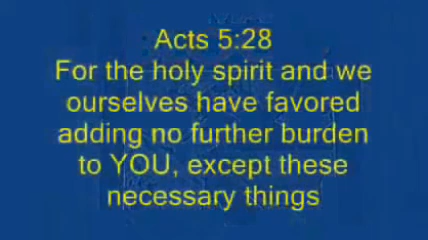 Acts 5:28
For the holy spirit and we
ourselves have favored
adding no further burden
to YOU, except these
necessary things